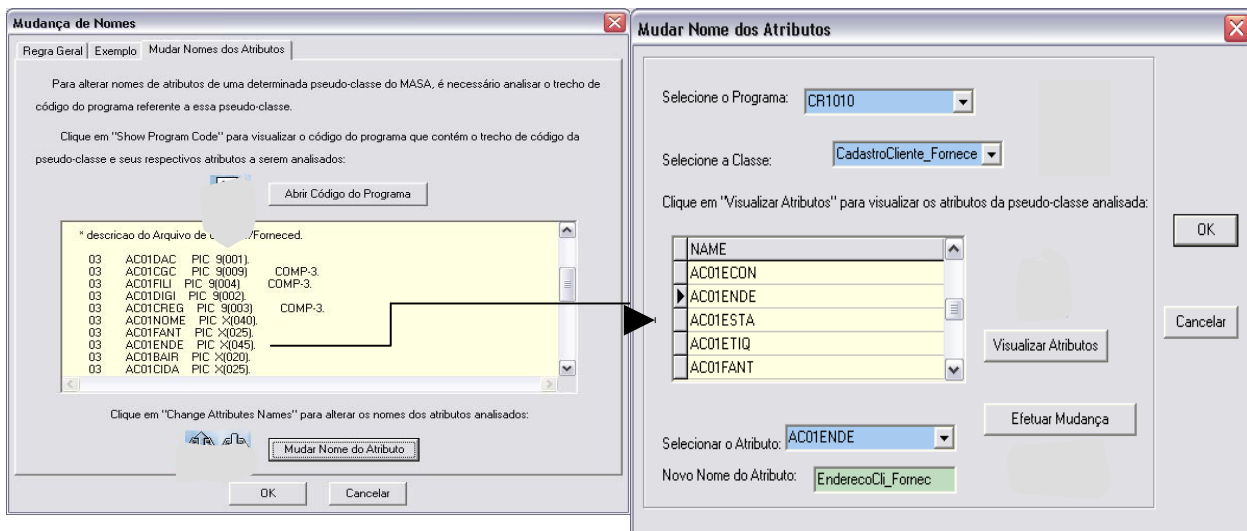 Mudança de Nomes
Regra Geral
Exemplo
Mudar Nomes dos Atributos
Para alterar nomes de atributos de uma determinada pseudo-classe do MASA, é necessário analisar o trecho de
código do programa referente a essa pseudo-classe.
Clique em "Show Program Code" para visualizar o código do programa que contém o trecho de código da
pseudo-classe e seus respectivos atributos a serem analisados:
Abrir Código do Programa
* descricao do Arquivo de /Forneced.
03 AC01DAC PIC 9(001).
03 AC01CGC PIC 9(009) COMP-3.
03 AC01FILI PIC 9(004) COMP-3.
03 AC01DIGI PIC 9(002).
03 AC01CREG PIC 9(003) COMP-3.
03 AC01NOME PIC X(040).
03 AC01FANT PIC X(025).
03 AC01ENDE PIC X(045).
03 AC01BAIR PIC X(020).
03 AC01CIDA PIC X(025).
Clique em "Change Attributes Names" para alterar os nomes dos atributos analisados:
Mudar Nome do Atributo
OK
Cancelar
Mudar Nome dos Atributos
Selecione o Programa: CR1010
Selecione a Classe: CadastroCliente_Fornece
Clique em "Visualizar Atributos" para visualizar os atributos da pseudo-classe analisada:
NAME
AC01ECON
AC01ENDE
AC01ESTA
AC01ETIQ
AC01FANT
Visualizar Atributos
Efetuar Mudança
Selecionar o Atributo: AC01ENDE
Novo Nome do Atributo: EnderecoCli_Fornec
OK
Cancelar